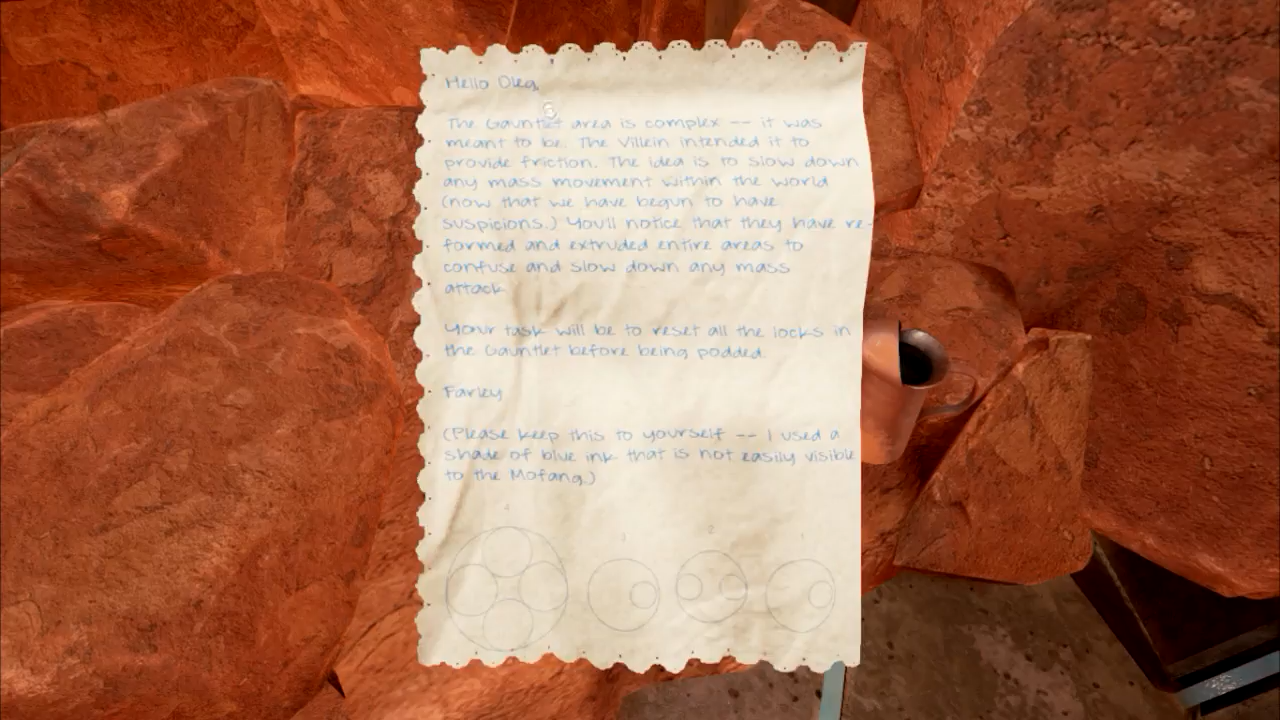 Hello Oleg,
The Gauntlet area is complex -- it was
meant to be. The Villein intended it to
provide friction. The idea is to slow down
any mass movement within the world
(now that we have begun to have
suspicions.) You'll notice that they have re-
formed and extruded entire areas to
confuse and slow down any mass
attack.
Your task will be to reset all the locks in
the Gauntlet before being podded.
Farley
(Please keep this to yourself -- I used a
shade of blue ink that is not easily visible
to the Mofang.)
4
2